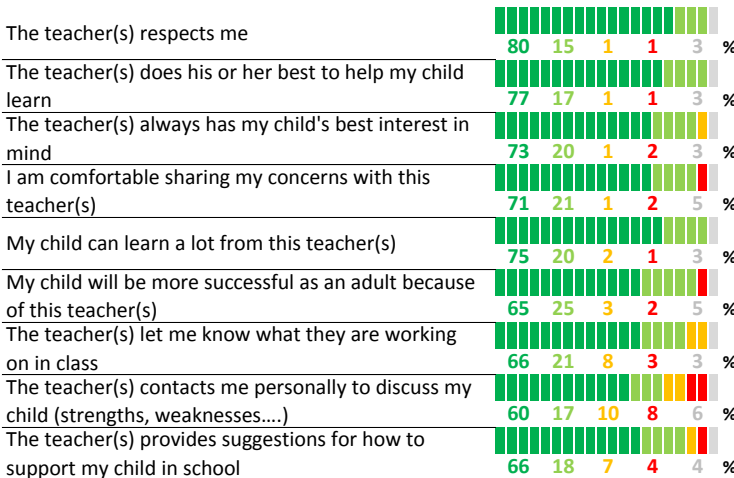 The teacher(s) respects me
80 15 1 1 3 %
The teacher(s) does his or her best to help my child
learn
77 17 1 1 3 %
The teacher(s) always has my child's best interest in
mind
73 20 1 2 3 %
I am comfortable sharing my concerns with this
teacher(s)
71 21 1 2 5 %
My child can learn a lot from this teacher(s)
75 20 2 1 3 %
My child will be more successful as an adult because
of this teacher(s)
65 25 3 2 5 %
The teacher(s) let me know what they are working
on in class
66 21 8 3 3 %
The teacher(s) contacts me personally to discuss my
child (strengths, weaknesses....)
60 17 10 8 6 %
The teacher(s) provides suggestions for how to
support my child in school
66 18 7 4 4 %